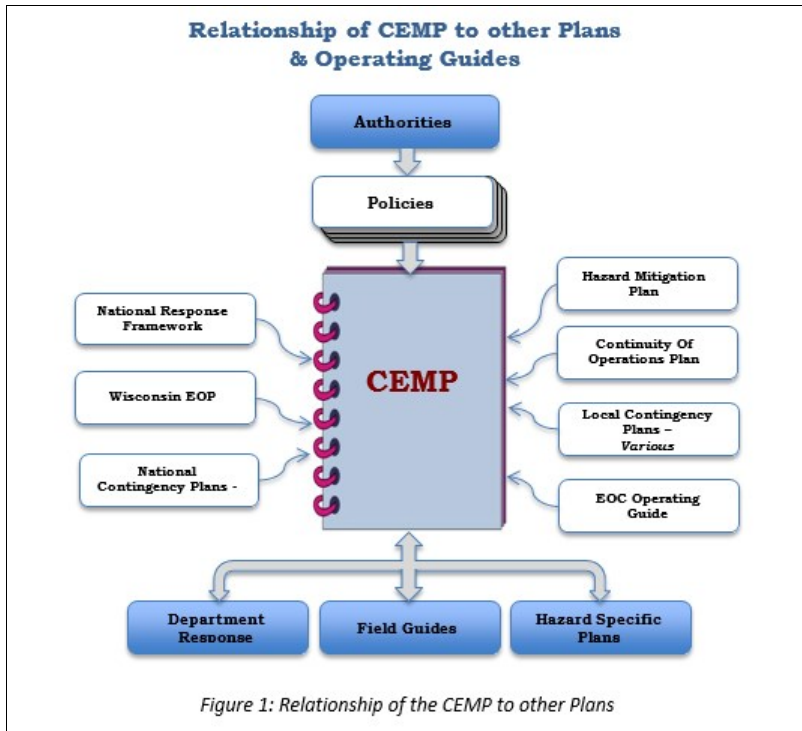 Relationship of CEMP to other Plans
& Operating Guides
Authorities
Policies
National Response
Framework
Wisconsin EOP
National
Contingency Plans -
CEMP
Hazard Mitigation
Plan
Continuity Of
Operations Plan
Local Contingency
Plans –
Various
EOC Operating
Guide
Department
Response
Field Guides
Hazard Specific
Plans
Figure 1: Relationship of the CEMP to other Plans